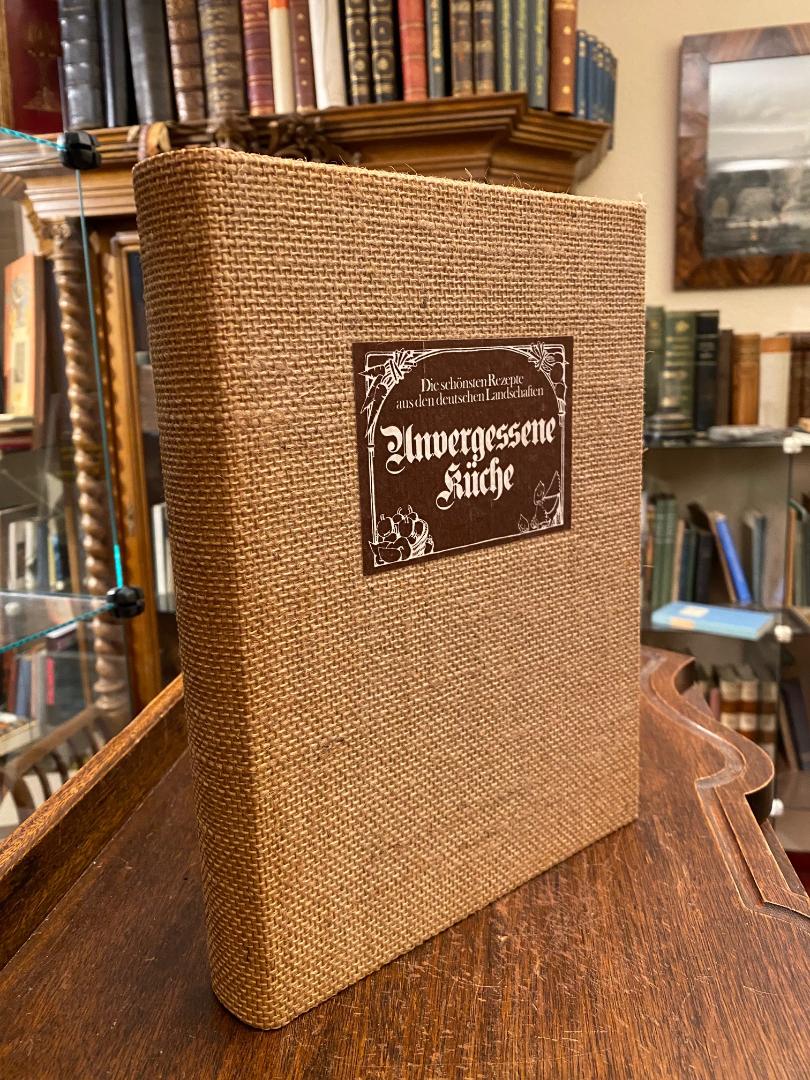 Die schönsten Rezepte
aus den deutschen Landschaften
Unvergessene
Küche